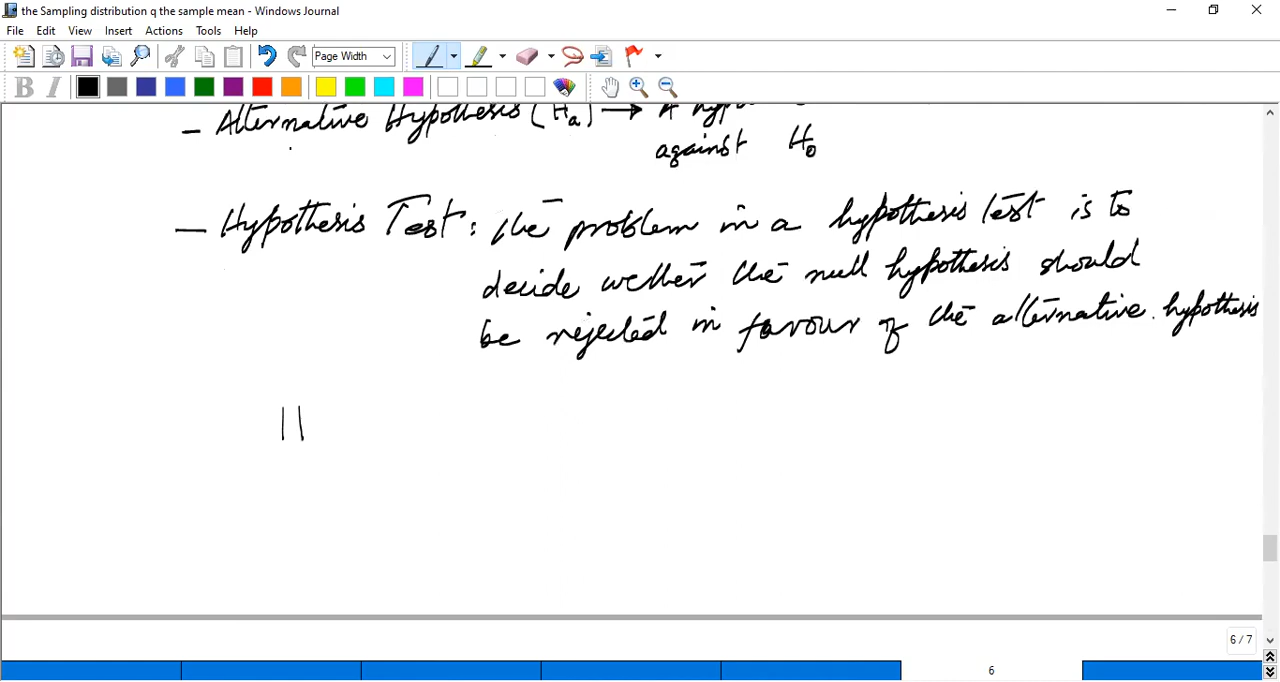 the Sampling distribution q the sample mean - Windows Journal
File Edit View Insert Actions Tools Help
Page Width
B I
- Alternative Hypothesis (Ha) → A hypo
against H0
- Hypothesis Test: the problem in a hypothesis test is to
decide wether the null hypothesis should
be rejected in favour of the alternative hypothesis
6 / 7
6